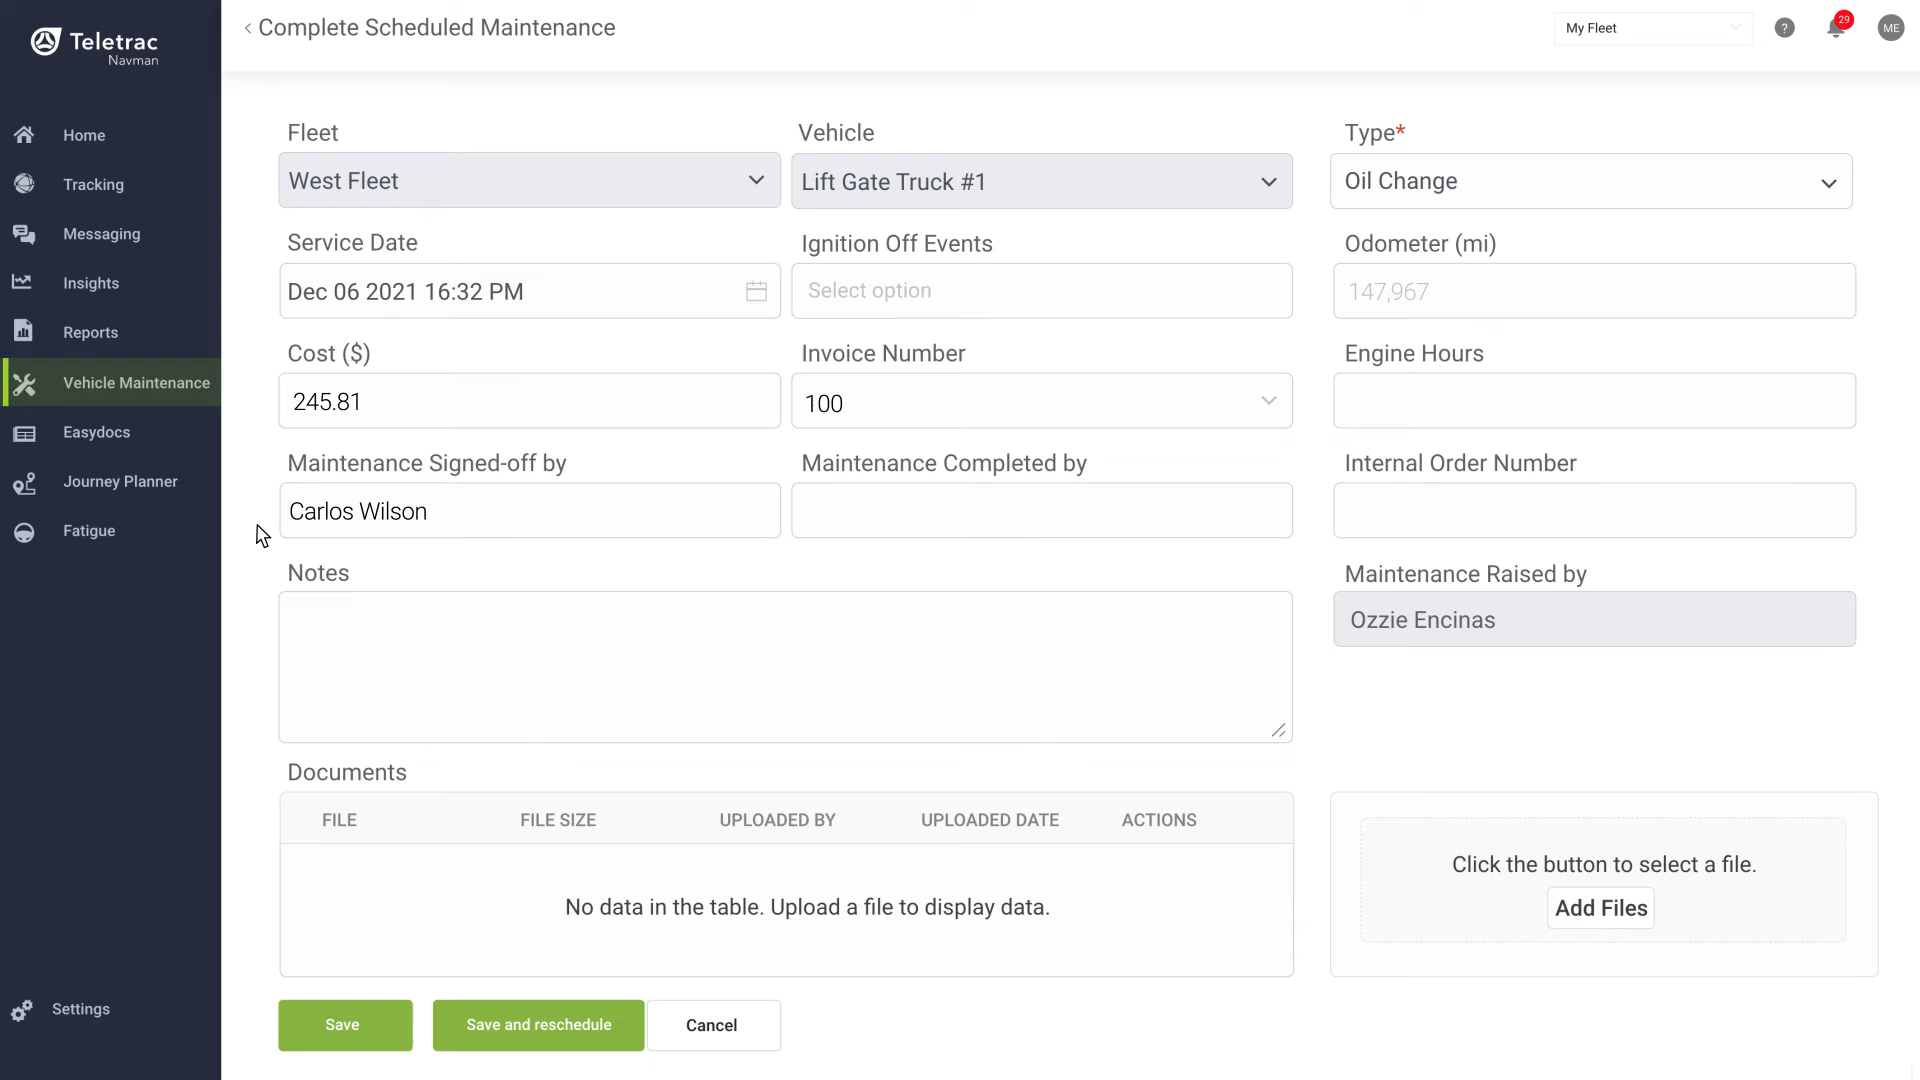 Teletrac
Navman
Home
Tracking
Messaging
Insights
Reports
Vehicle Maintenance
Easydocs
Journey Planner
Fatigue
Settings
< Complete Scheduled Maintenance
My Fleet
?
29
ME
Fleet
Vehicle
Type*
West Fleet
Lift Gate Truck #1
Oil Change
Service Date
Ignition Off Events
Odometer (mi)
Dec 06 2021 16:32 PM
Select option
147,967
Cost ($)
Invoice Number
Engine Hours
245.81
100
Maintenance Signed-off by
Maintenance Completed by
Internal Order Number
Carlos Wilson
Notes
Maintenance Raised by
Ozzie Encinas
Documents
FILE
FILE SIZE
UPLOADED BY
UPLOADED DATE
ACTIONS
No data in the table. Upload a file to display data.
Click the button to select a file.
Add Files
Save
Save and reschedule
Cancel